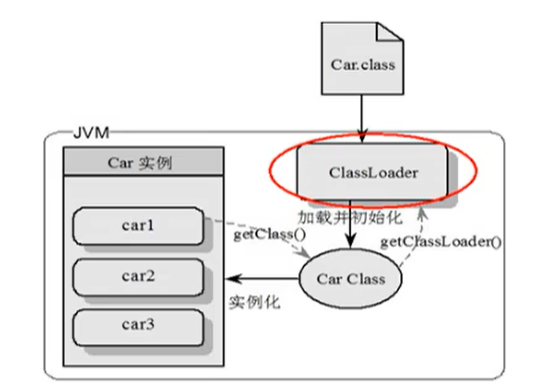 Car.class
JVM
Car 实例
ClassLoader
car1
加载并初始化
getClass()
getClassLoader()
car2
Car Class
实例化
car3